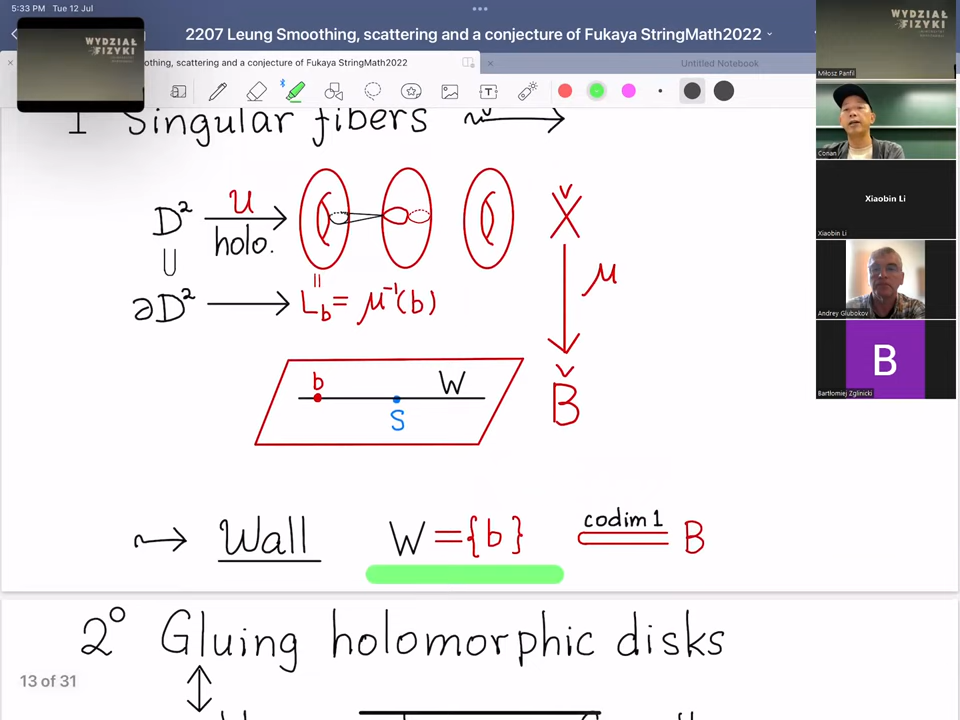 5:33 PM Tue 12 Jul
2207 Leung Smoothing, scattering and a conjecture of Fukaya StringMath2022
WYDZIAŁ
FIZYKI
othing, scattering and a conjecture of Fukaya StringMath2022
Untitled Notebook
1° Singular fibers ⇝
D² u holo. X̌
∪ || μ
∂D² → L_b = μ⁻¹(b)
b W
S
B̌
⇝ Wall W = {b} codim 1 B
2° Gluing holomorphic disks
↕
13 of 31
WYDZIAŁ
FIZYKI
Miłosz Panfil
Conan
Xiaobin Li
Xiaobin Li
Andrey Glubokov
B
Bartłomiej Zglinicki